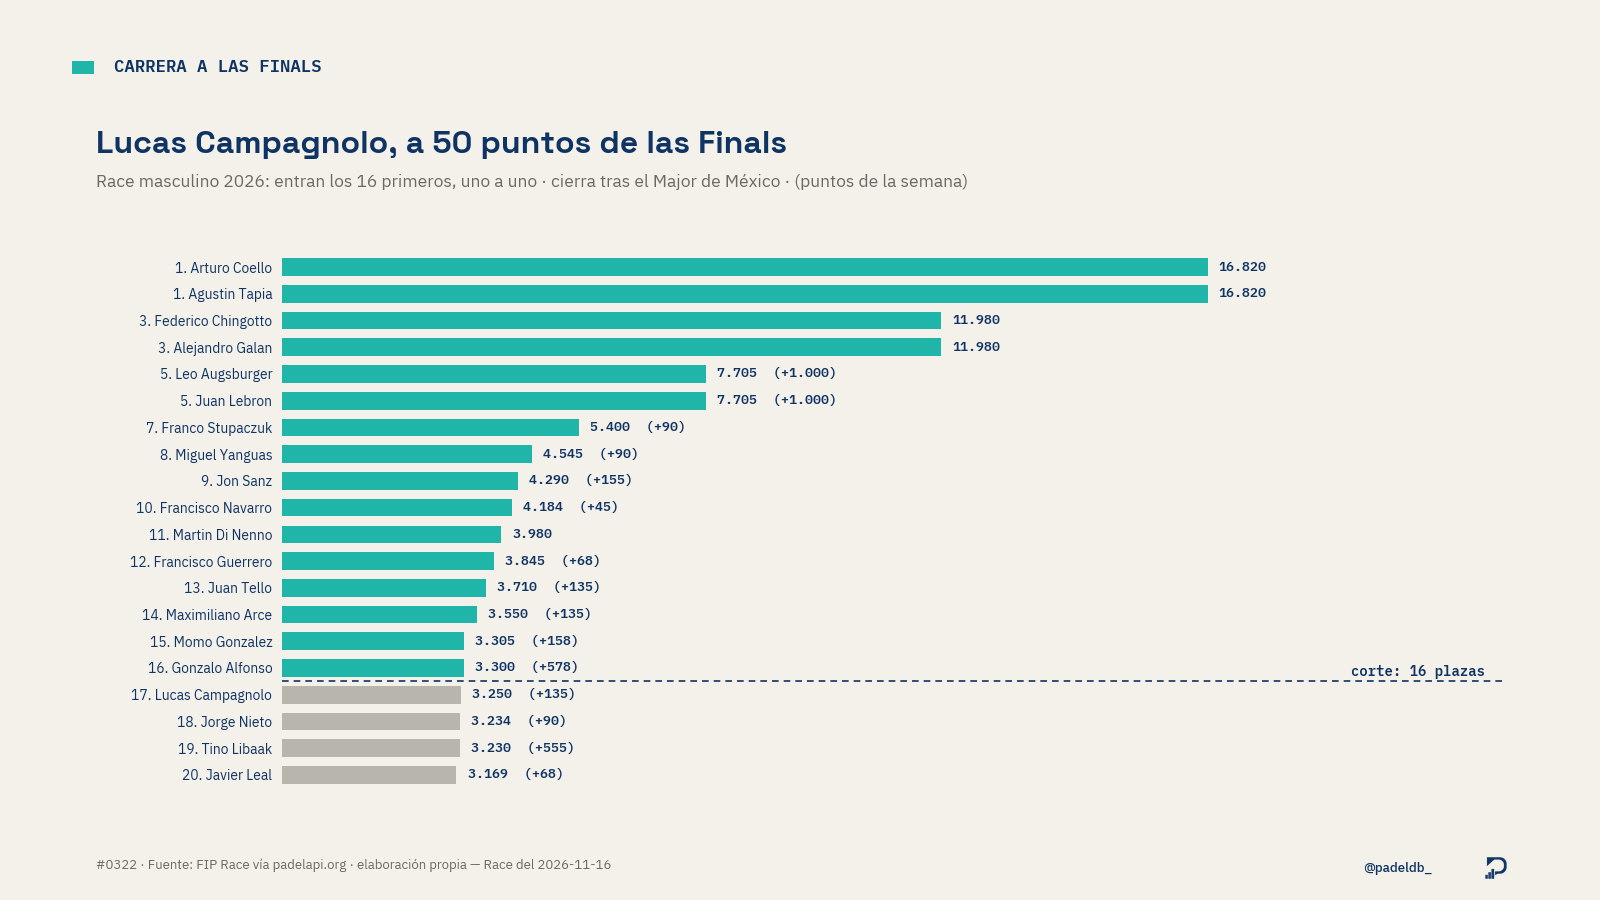 CARRERA A LAS FINALS
Lucas Campagnolo, a 50 puntos de las Finals
Race masculino 2026: entran los 16 primeros, uno a uno · cierra tras el Major de México · (puntos de la semana)
1. Arturo Coello 16.820
1. Agustin Tapia 16.820
3. Federico Chingotto 11.980
3. Alejandro Galan 11.980
5. Leo Augsburger 7.705 (+1.000)
5. Juan Lebron 7.705 (+1.000)
7. Franco Stupaczuk 5.400 (+90)
8. Miguel Yanguas 4.545 (+90)
9. Jon Sanz 4.290 (+155)
10. Francisco Navarro 4.184 (+45)
11. Martin Di Nenno 3.980
12. Francisco Guerrero 3.845 (+68)
13. Juan Tello 3.710 (+135)
14. Maximiliano Arce 3.550 (+135)
15. Momo Gonzalez 3.305 (+158)
16. Gonzalo Alfonso 3.300 (+578)
corte: 16 plazas
17. Lucas Campagnolo 3.250 (+135)
18. Jorge Nieto 3.234 (+90)
19. Tino Libaak 3.230 (+555)
20. Javier Leal 3.169 (+68)
#0322 · Fuente: FIP Race vía padelapi.org · elaboración propia — Race del 2026-11-16
@padeldb_